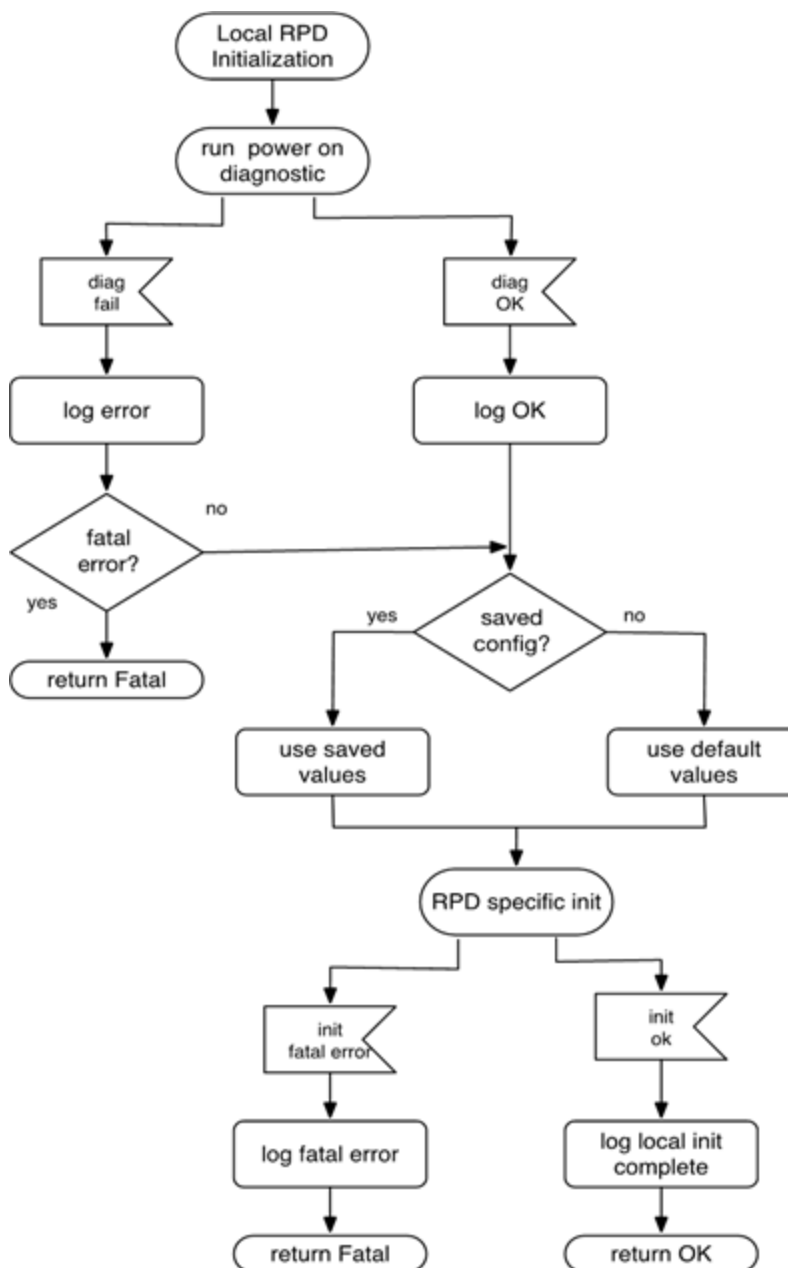 Local RPD
Initialization
run power on
diagnostic
diag
fail
diag
OK
log error
log OK
no
fatal
error?
yes
yes
saved
config?
no
return Fatal
use saved
values
use default
values
RPD specific init
init
fatal error
init
ok
log fatal error
log local init
complete
return Fatal
return OK